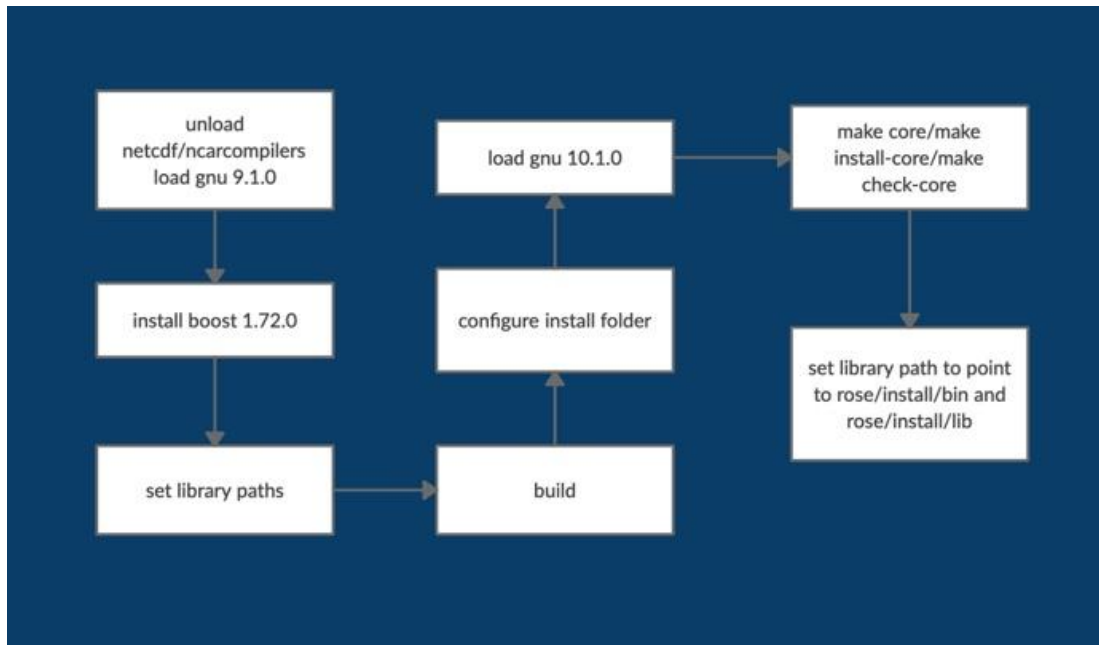 unload
netcdf/ncarcompilers
load gnu 9.1.0
install boost 1.72.0
set library paths
build
configure install folder
load gnu 10.1.0
make core/make
install-core/make
check-core
set library path to point
to rose/install/bin and
rose/install/lib